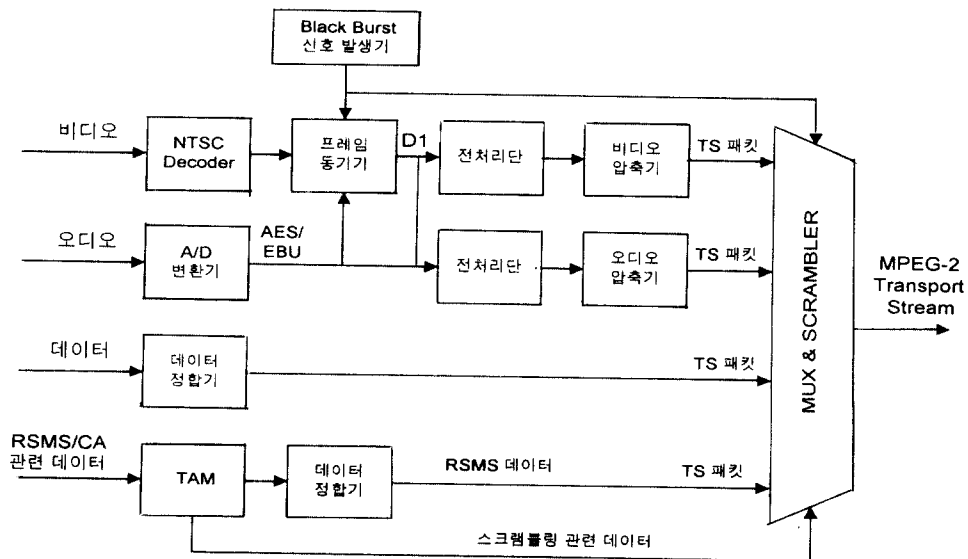 Black Burst
신호 발생기
비디오
NTSC
Decoder
프레임
동기기
D1
전처리단
비디오
압축기
TS 패킷
오디오
A/D
변환기
AES/
EBU
전처리단
오디오
압축기
TS 패킷
MUX & SCRAMBLER
MPEG-2
Transport
Stream
데이터
데이터
정합기
TS 패킷
RSMS/CA
관련 데이터
TAM
데이터
정합기
RSMS 데이터
TS 패킷
스크램블링 관련 데이터